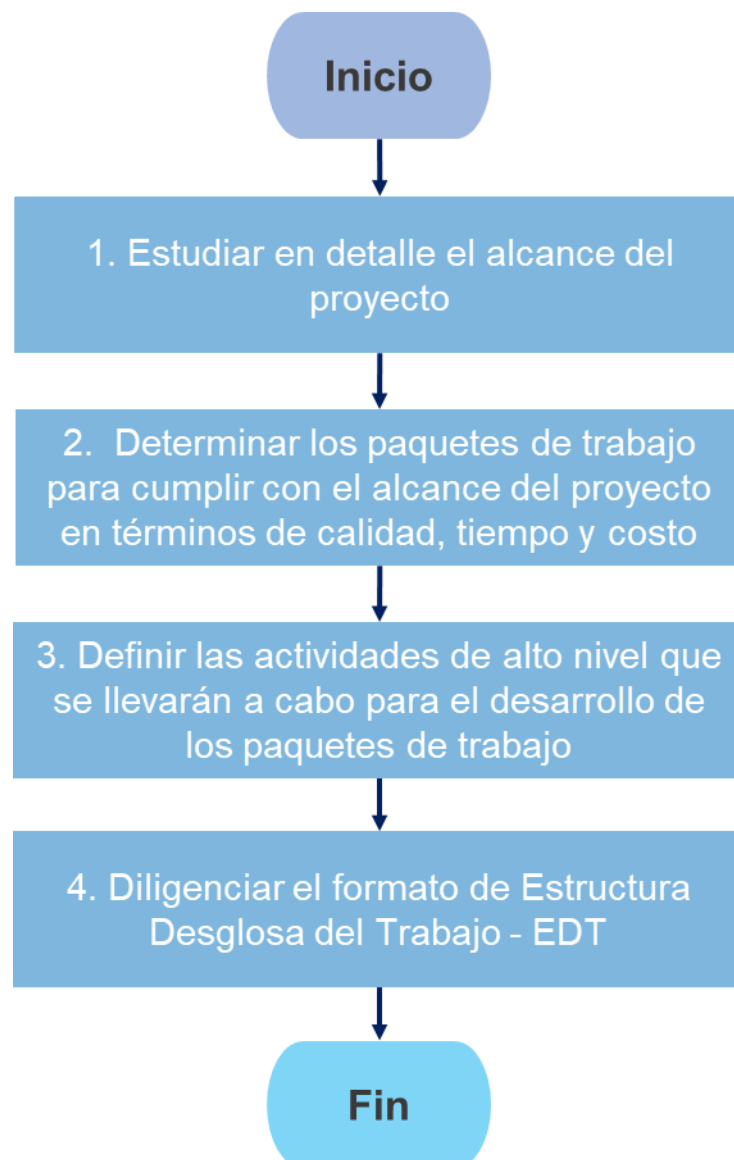 Inicio
1. Estudiar en detalle el alcance del
proyecto
2. Determinar los paquetes de trabajo
para cumplir con el alcance del proyecto
en términos de calidad, tiempo y costo
3. Definir las actividades de alto nivel que
se llevarán a cabo para el desarrollo de
los paquetes de trabajo
4. Diligenciar el formato de Estructura
Desglosa del Trabajo - EDT
Fin